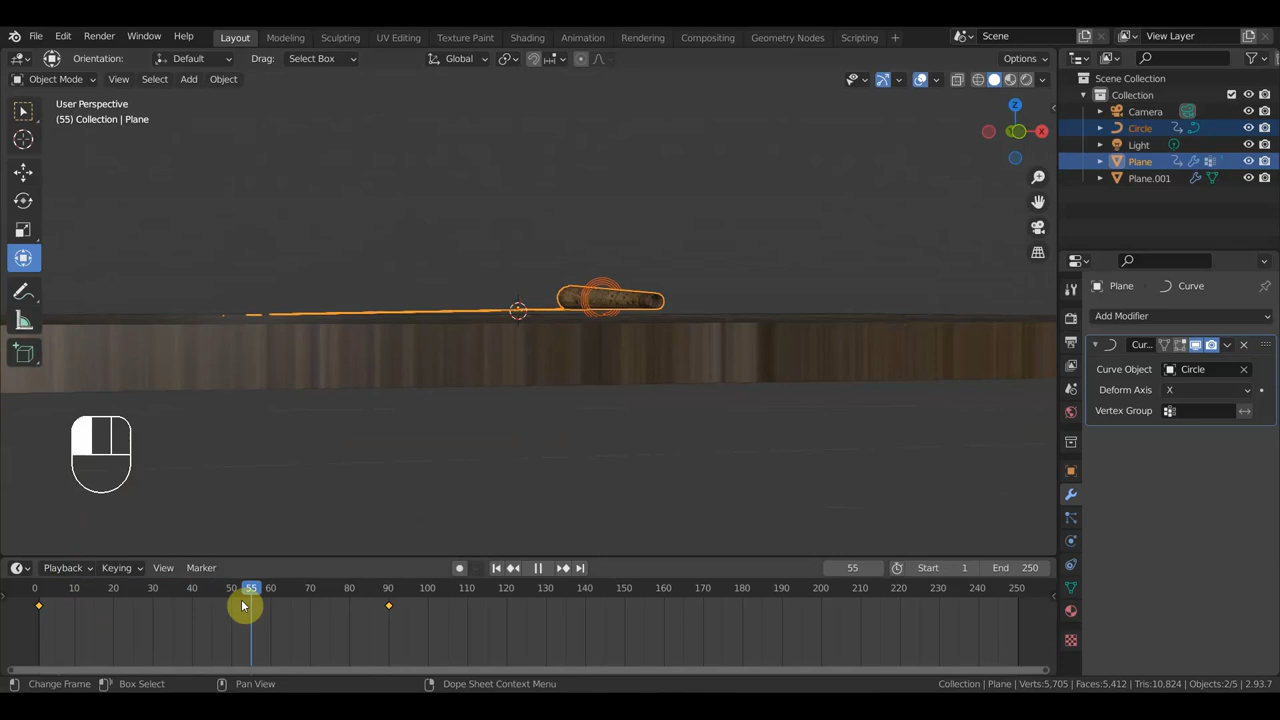 File Edit Render Window Help Layout Modeling Sculpting UV Editing Texture Paint Shading Animation Rendering Compositing Geometry Nodes Scripting + Scene View Layer
Orientation: Default Drag: Select Box Global Options
Object Mode View Select Add Object
User Perspective
(55) Collection | Plane
Z
X
Scene Collection
Collection
Camera
Circle
Light
Plane
Plane.001
Plane Curve
Add Modifier
Cur...
Curve Object Circle
Deform Axis X
Vertex Group
Playback Keying View Marker 55 Start 1 End 250
0 10 20 30 40 50 55 60 70 80 90 100 110 120 130 140 150 160 170 180 190 200 210 220 230 240 250
Change Frame Box Select Pan View Dope Sheet Context Menu Collection | Plane | Verts:5,705 | Faces:5,412 | Tris:10,824 | Objects:2/5 | 2.93.7